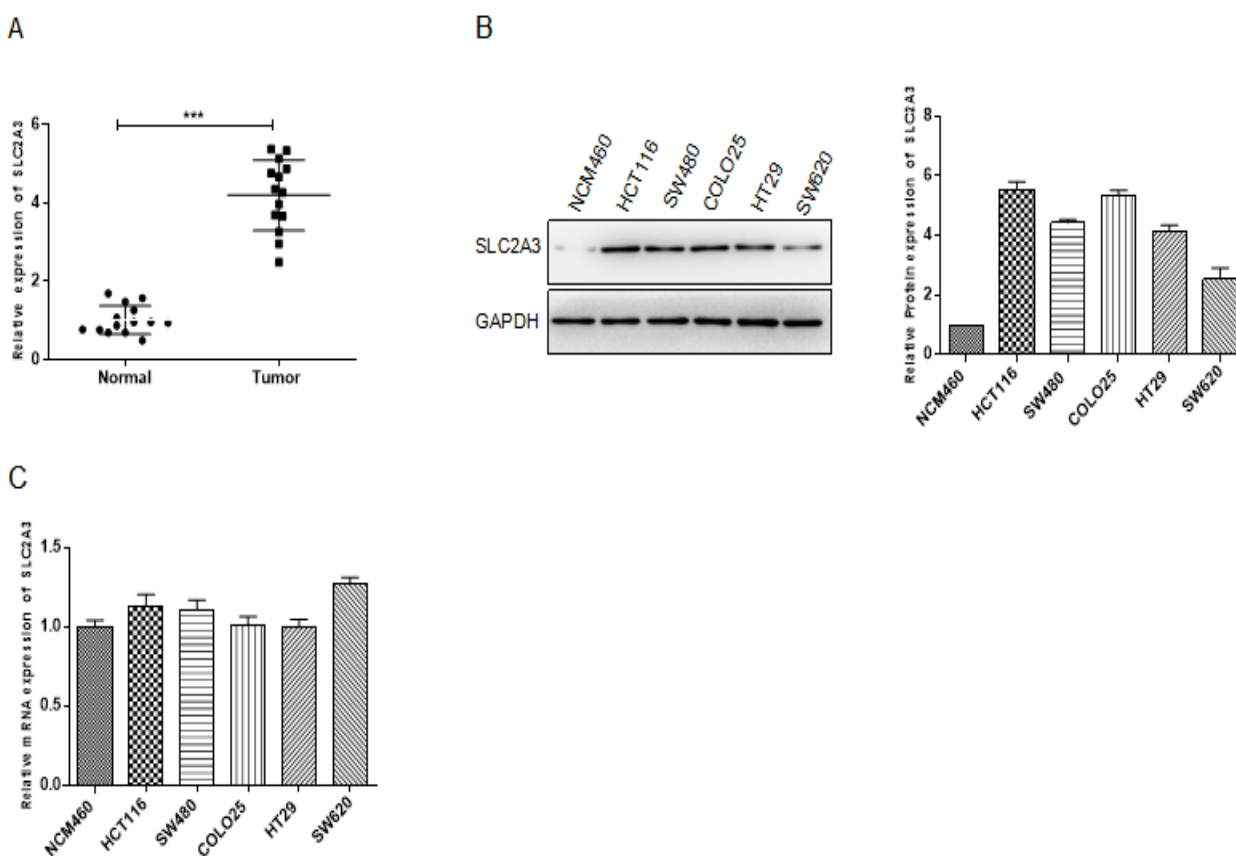 A
Relative expression of SLC2A3
6
4
2
0
***
Normal
Tumor
B
NCM460
HCT116
SW480
COLO25
HT29
SW620
SLC2A3
GAPDH
Relative Protein expression of SLC2A3
8
6
4
2
0
NCM460
HCT116
SW480
COLO25
HT29
SW620
C
Relative mRNA expression of SLC2A3
1.5
1.0
0.5
0.0
NCM460
HCT116
SW480
COLO25
HT29
SW620